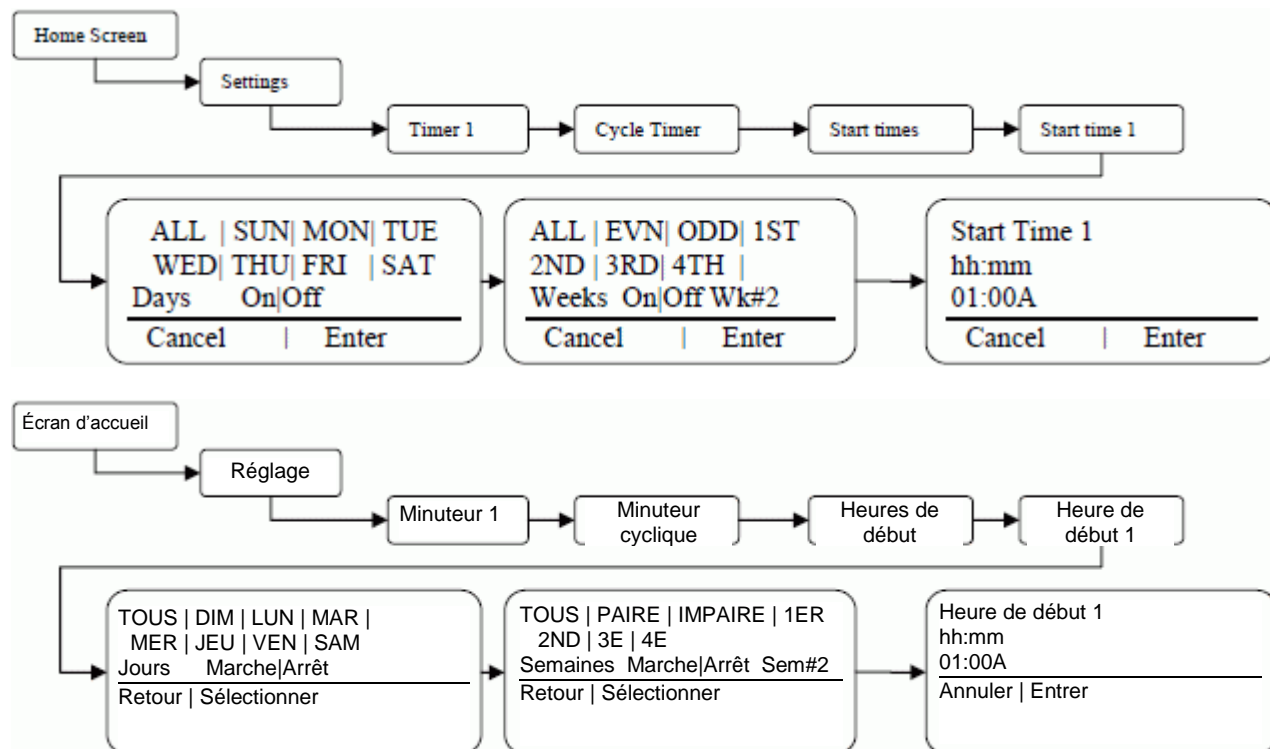 Home Screen
Settings
Timer 1
Cycle Timer
Start times
Start time 1
ALL | SUN| MON| TUE
WED| THU| FRI | SAT
Days On|Off
Cancel | Enter
ALL | EVN| ODD| 1ST
2ND | 3RD| 4TH |
Weeks On|Off Wk#2
Cancel | Enter
Start Time 1
hh:mm
01:00A
Cancel | Enter
Écran d’accueil
Réglage
Minuteur 1
Minuteur
cyclique
Heures de
début
Heure de
début 1
TOUS | DIM | LUN | MAR |
MER | JEU | VEN | SAM
Jours Marche|Arrêt
Retour | Sélectionner
TOUS | PAIRE | IMPAIRE | 1ER
2ND | 3E | 4E
Semaines Marche|Arrêt Sem#2
Retour | Sélectionner
Heure de début 1
hh:mm
01:00A
Annuler | Entrer